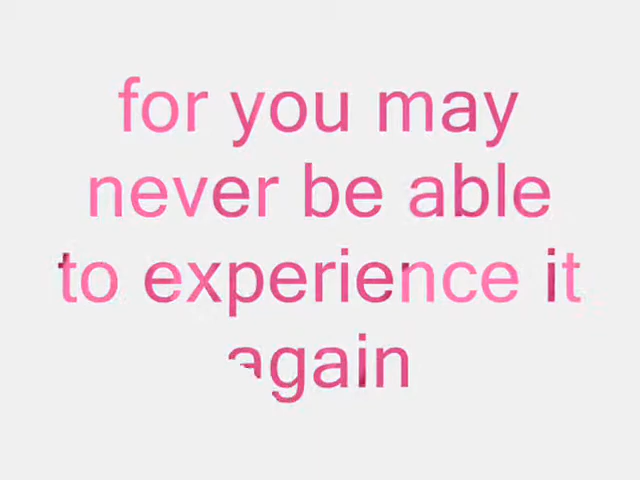 for you may
never be able
to experience it
again